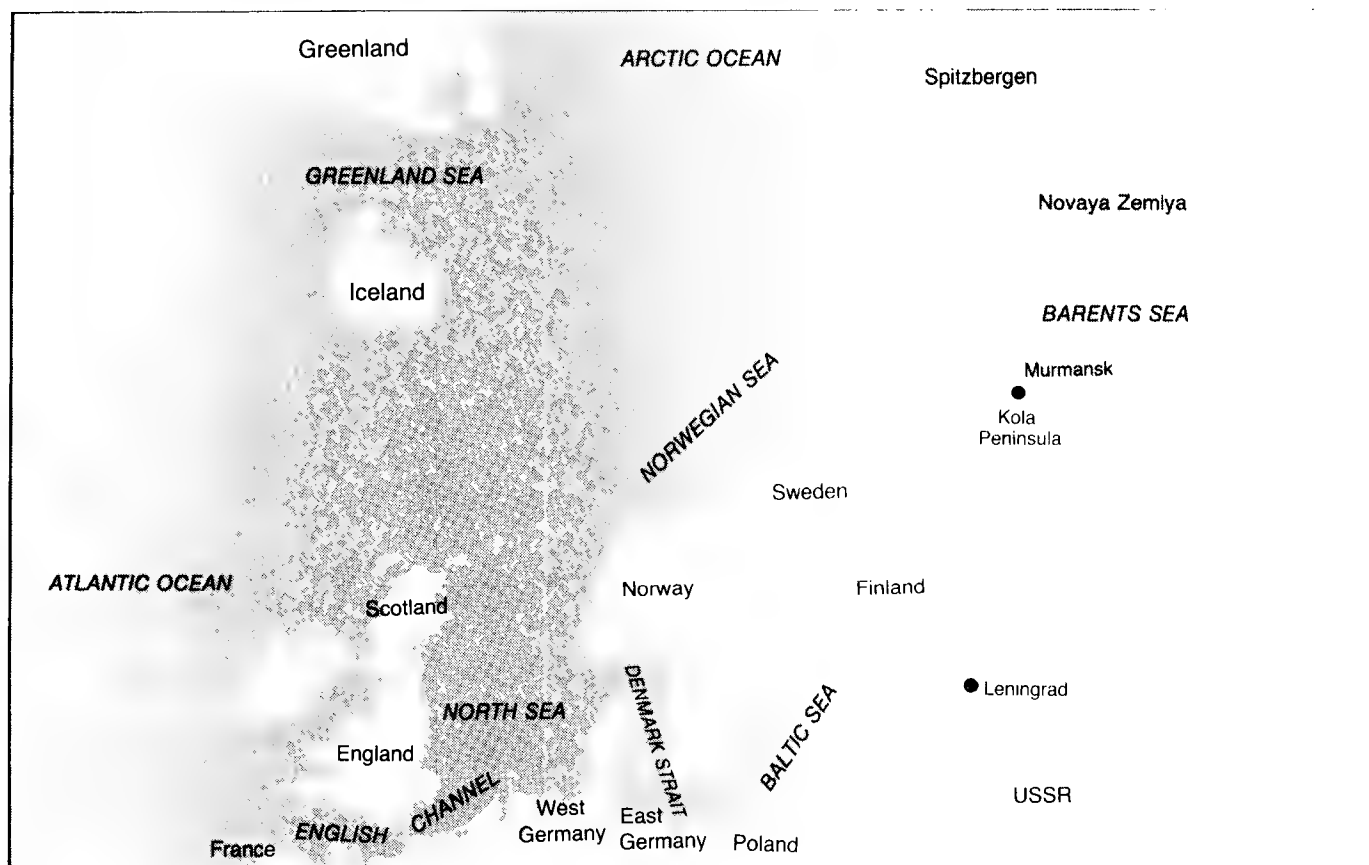 Greenland
ARCTIC OCEAN
Spitzbergen
GREENLAND SEA
Novaya Zemiya
Iceland
BARENTS SEA
Murmansk
Kola
Peninsula
NORWEGIAN SEA
Sweden
ATLANTIC OCEAN
Scotland
Norway
Finland
DENMARK STRAIT
BALTIC SEA
Leningrad
NORTH SEA
England
ENGLISH CHANNEL
West
Germany
East
Germany
Poland
USSR
France